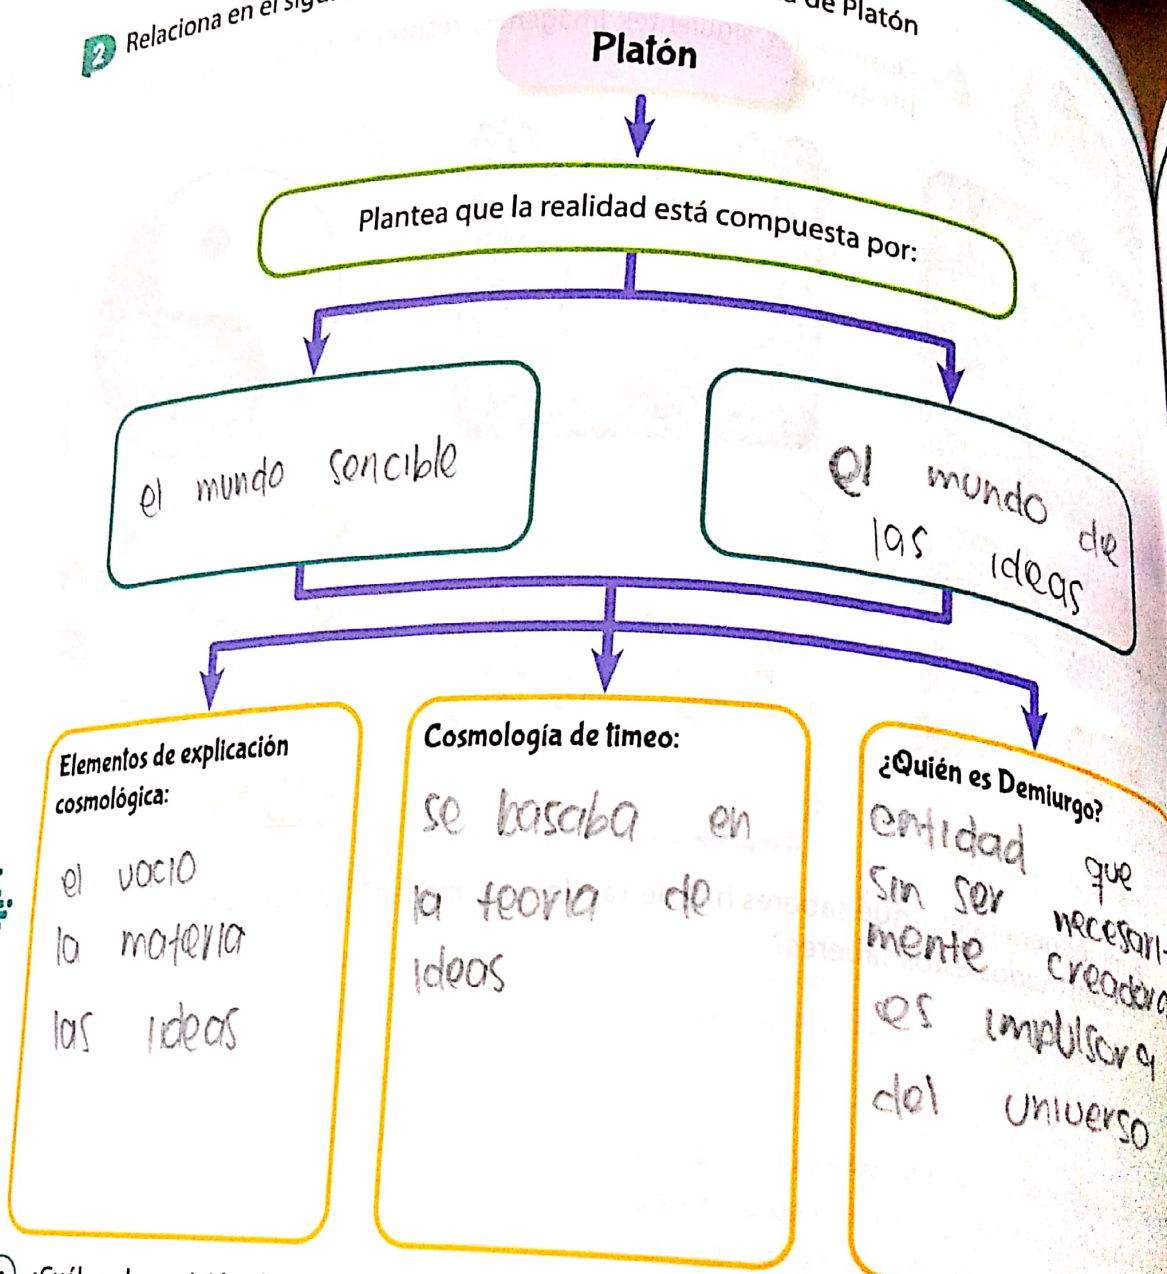 2 Relaciona en el
de Platón
Platón
Plantea que la realidad está compuesta por:
el mundo sencible
el mundo de
las ideas
Elementos de explicación
cosmológica:
el vacio
la materia
las ideas
Cosmología de timeo:
se basaba en
la teoria de
ideas
¿Quién es Demiurgo?
entidad que
sin ser necesari-
mente creadora
es impulsora
del universo